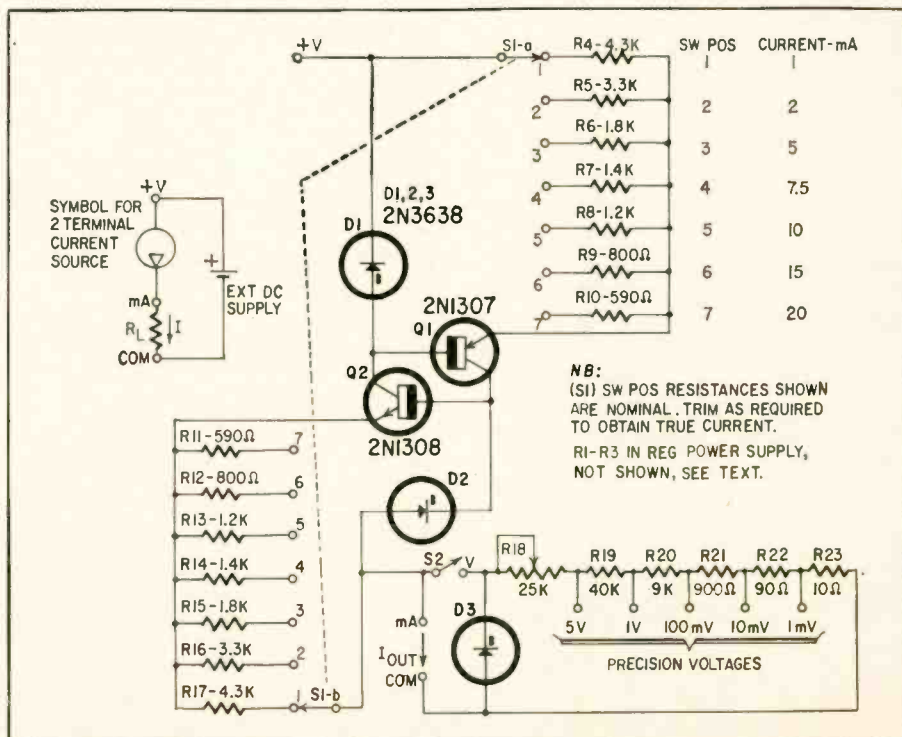 +V
S1-a
R4-4.3K
1
SW POS
CURRENT-mA
1
1
R5-3.3K
2
2
2
R6-1.8K
3
3
5
R7-1.4K
4
4
7.5
R8-1.2K
5
5
10
R9-800Ω
6
6
15
R10-590Ω
7
7
20
D1,2,3
2N3638
D1
B
+V
SYMBOL FOR
2 TERMINAL
CURRENT
SOURCE
+
EXT DC
SUPPLY
mA
RL
I
COM
2N1307
Q1
Q2
2N1308
NB:
(S1) SW POS RESISTANCES SHOWN
ARE NOMINAL. TRIM AS REQUIRED
TO OBTAIN TRUE CURRENT.
R1-R3 IN REG POWER SUPPLY,
NOT SHOWN, SEE TEXT.
R11-590Ω
7
R12-800Ω
6
R13-1.2K
5
R14-1.4K
4
R15-1.8K
3
R16-3.3K
2
R17-4.3K
1
S1-b
D2
B
S2
V
mA
IOUT
COM
D3
B
R18
25K
R19
40K
R20
9K
R21
900Ω
R22
90Ω
R23
10Ω
5V
1V
100mV
10mV
1mV
PRECISION VOLTAGES